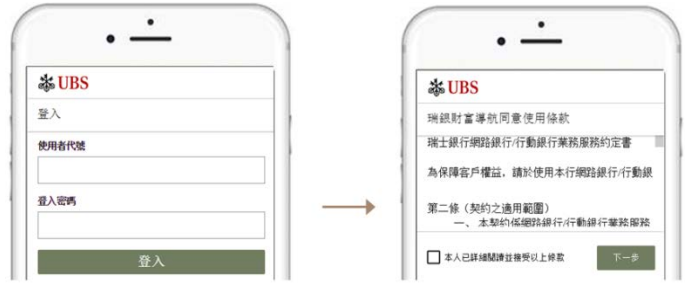 UBS
登入
使用者代號
登入密碼
登入
UBS
瑞銀財富導航同意使用條款
瑞士銀行網路銀行/行動銀行業務服務約定書
為保障客戶權益，請於使用本行網路銀行/行動銀
第二條（契約之適用範圍）
一、 本契約係網路銀行/行動銀行業務服務
本人已詳細閱讀並接受以上條款
下一步